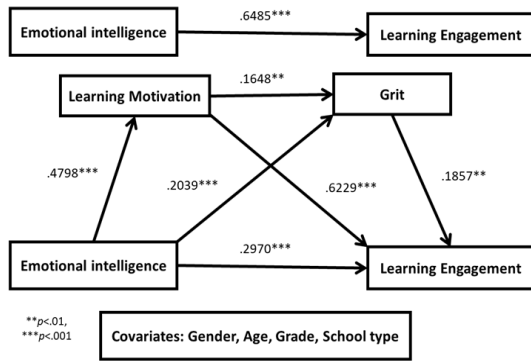 Emotional intelligence
.6485***
Learning Engagement
Learning Motivation
.1648**
Grit
.4798***
.2039***
.6229***
.1857**
Emotional intelligence
.2970***
Learning Engagement
**p<.01,
***p<.001
Covariates: Gender, Age, Grade, School type